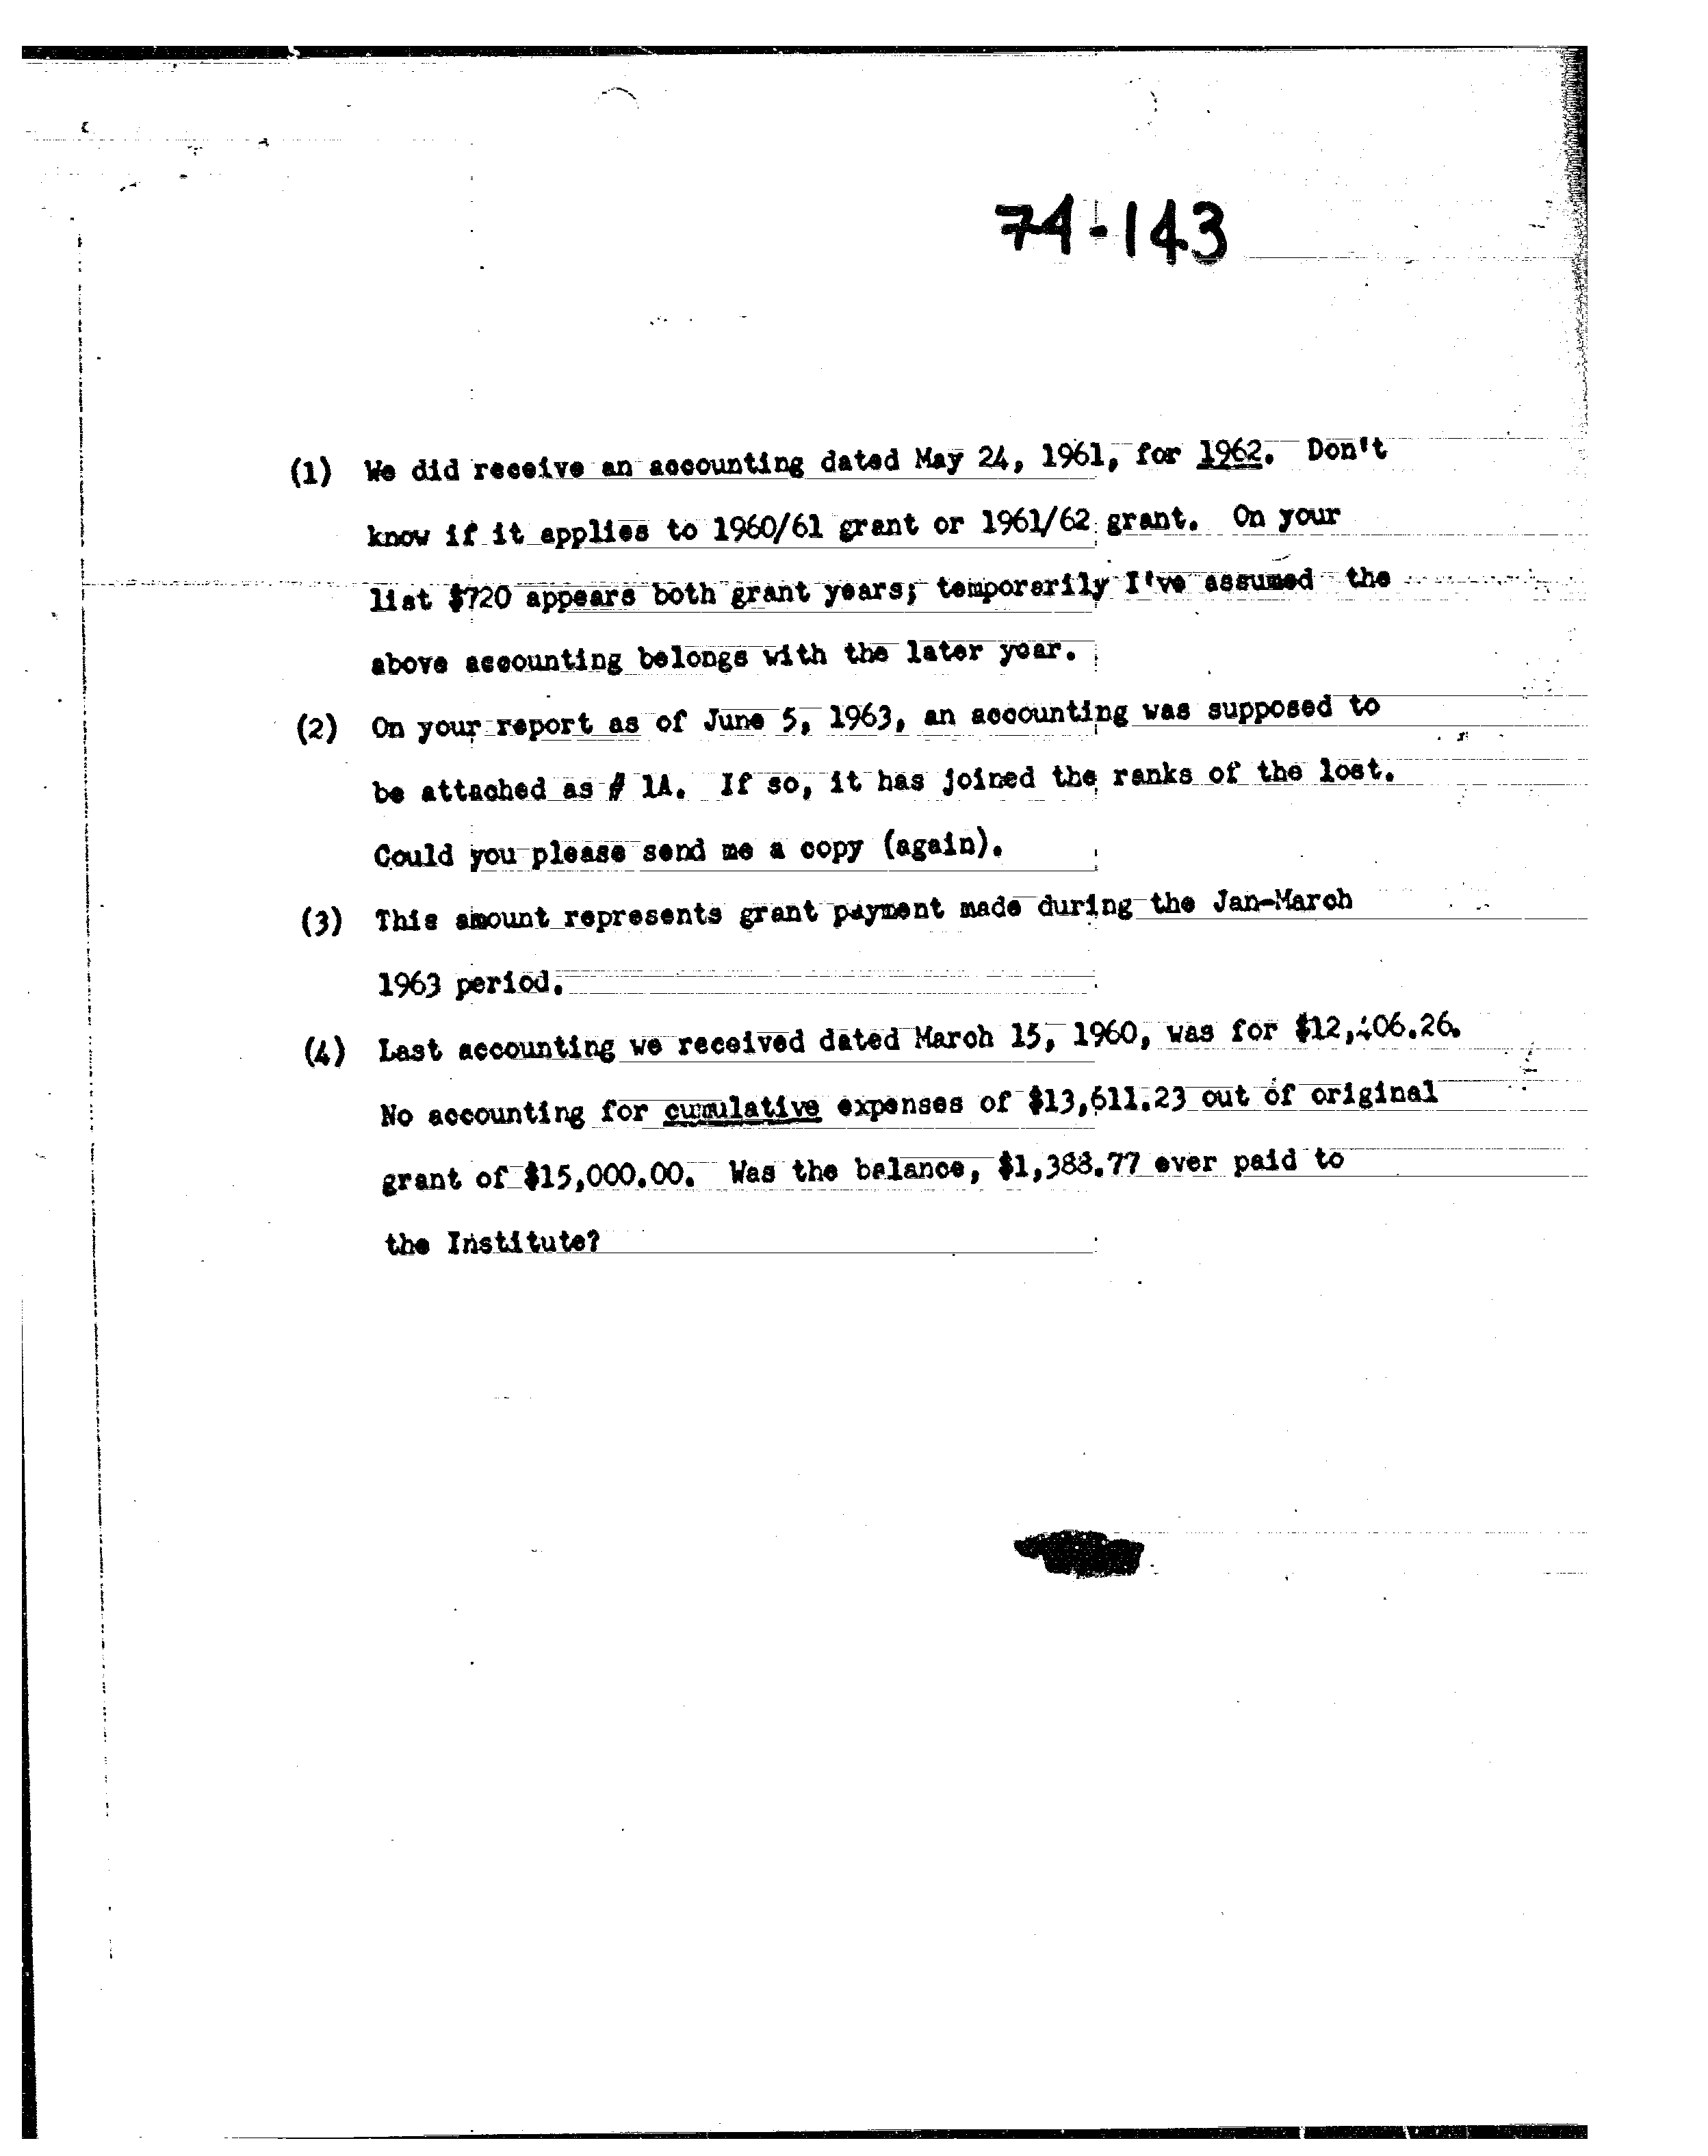 74-143
(1) We did receive an accounting dated May 24, 1961, for 1962. Don't
know if it applies to 1960/61 grant or 1961/62 grant. On your
list $720 appears both grant years; temporarily I've assumed the
above accounting belongs with the later year.
(2) On your report as of June 5, 1963, an accounting was supposed to
be attached as # 1A. If so, it has joined the ranks of the lost.
Could you please send me a copy (again).
(3) This amount represents grant payment made during the Jan-March
1963 period.
(4) Last accounting we received dated March 15, 1960, was for
No accounting for cumulative expenses of $13,611.23 out of original
grant of $15,000.00. Was the balance, $1,388.77 ever paid to
the Institute?